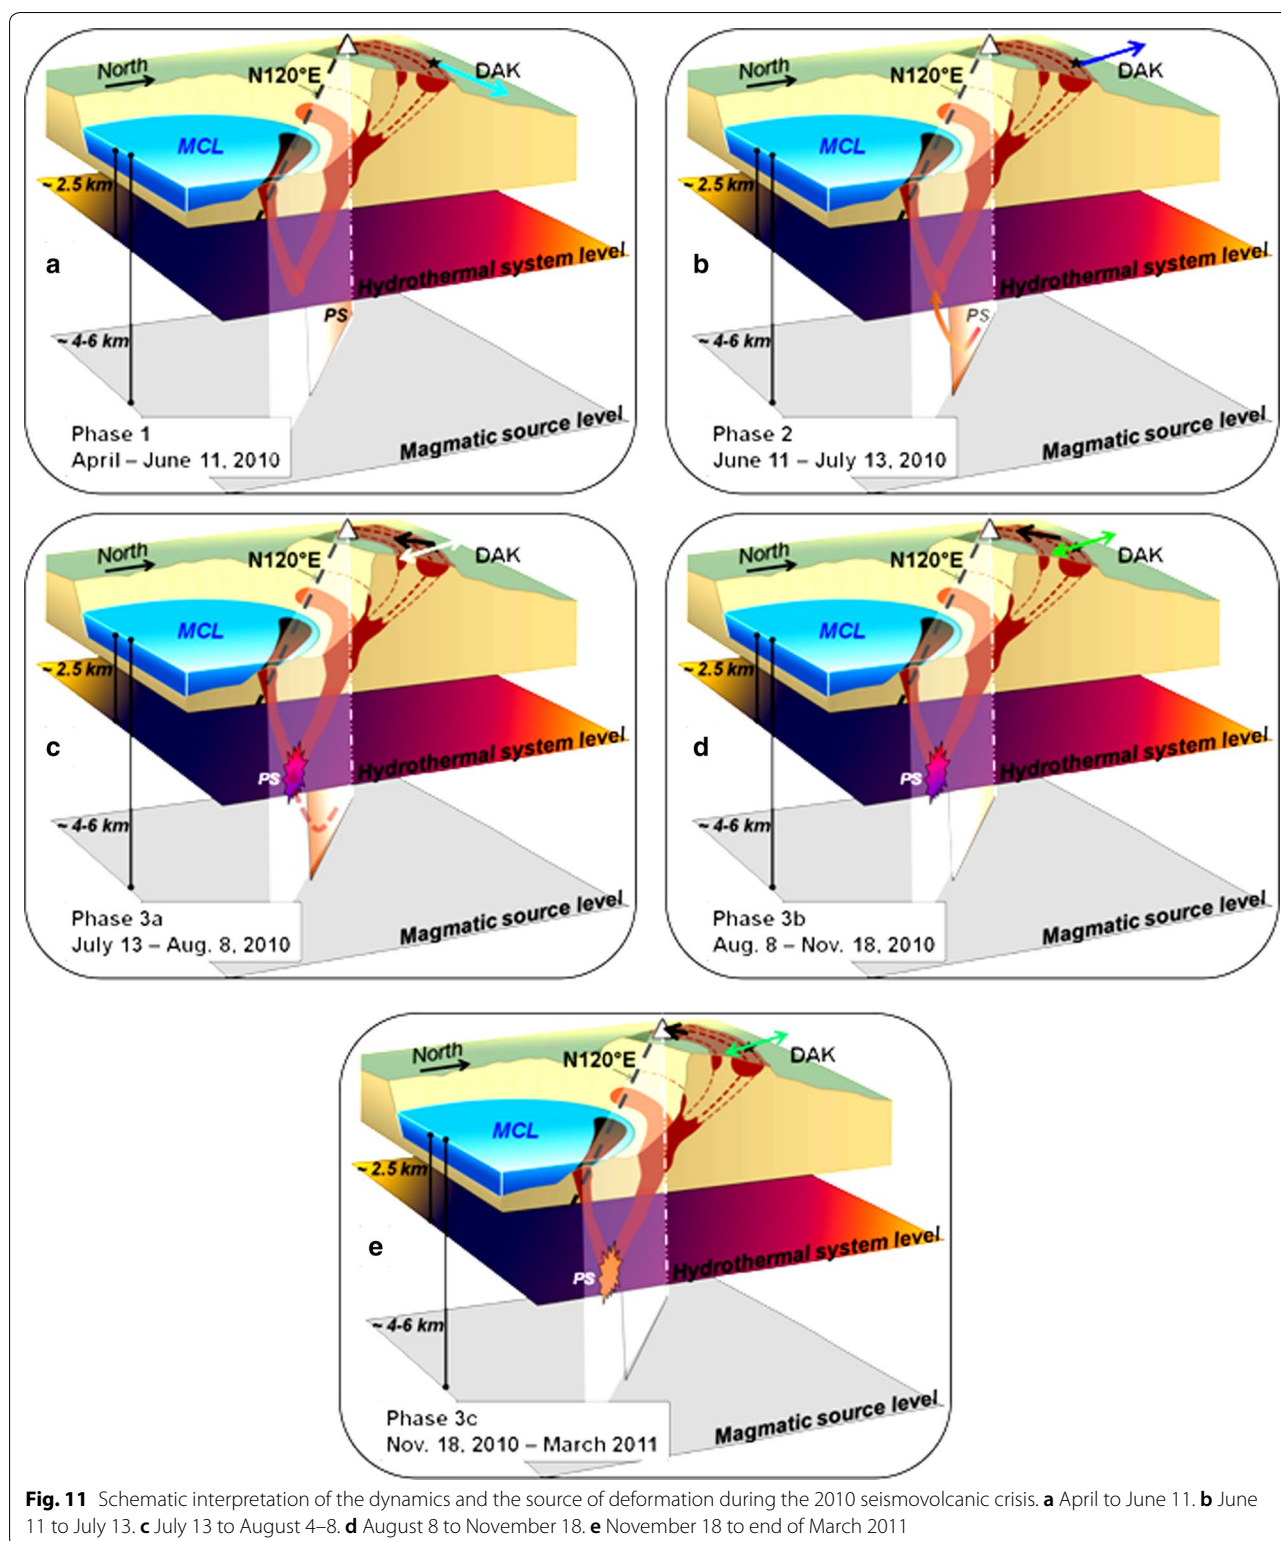 North
N120°E
DAK
MCL
~ 2.5 km
a
Hydrothermal system level
PS
~ 4-6 km
Magmatic source level
Phase 1
April – June 11, 2010
North
N120°E
DAK
MCL
~ 2.5 km
b
Hydrothermal system level
PS
~ 4-6 km
Magmatic source level
Phase 2
June 11 – July 13, 2010
North
N120°E
DAK
MCL
~ 2.5 km
c
Hydrothermal system level
PS
~ 4-6 km
Magmatic source level
Phase 3a
July 13 – Aug. 8, 2010
North
N120°E
DAK
MCL
~ 2.5 km
d
Hydrothermal system level
PS
~ 4-6 km
Magmatic source level
Phase 3b
Aug. 8 – Nov. 18, 2010
North
N120°E
DAK
MCL
~ 2.5 km
e
Hydrothermal system level
PS
~ 4-6 km
Magmatic source level
Phase 3c
Nov. 18, 2010 – March 2011
Fig. 11 Schematic interpretation of the dynamics and the source of deformation during the 2010 seismovolcanic crisis. a April to June 11. b June
11 to July 13. c July 13 to August 4–8. d August 8 to November 18. e November 18 to end of March 2011